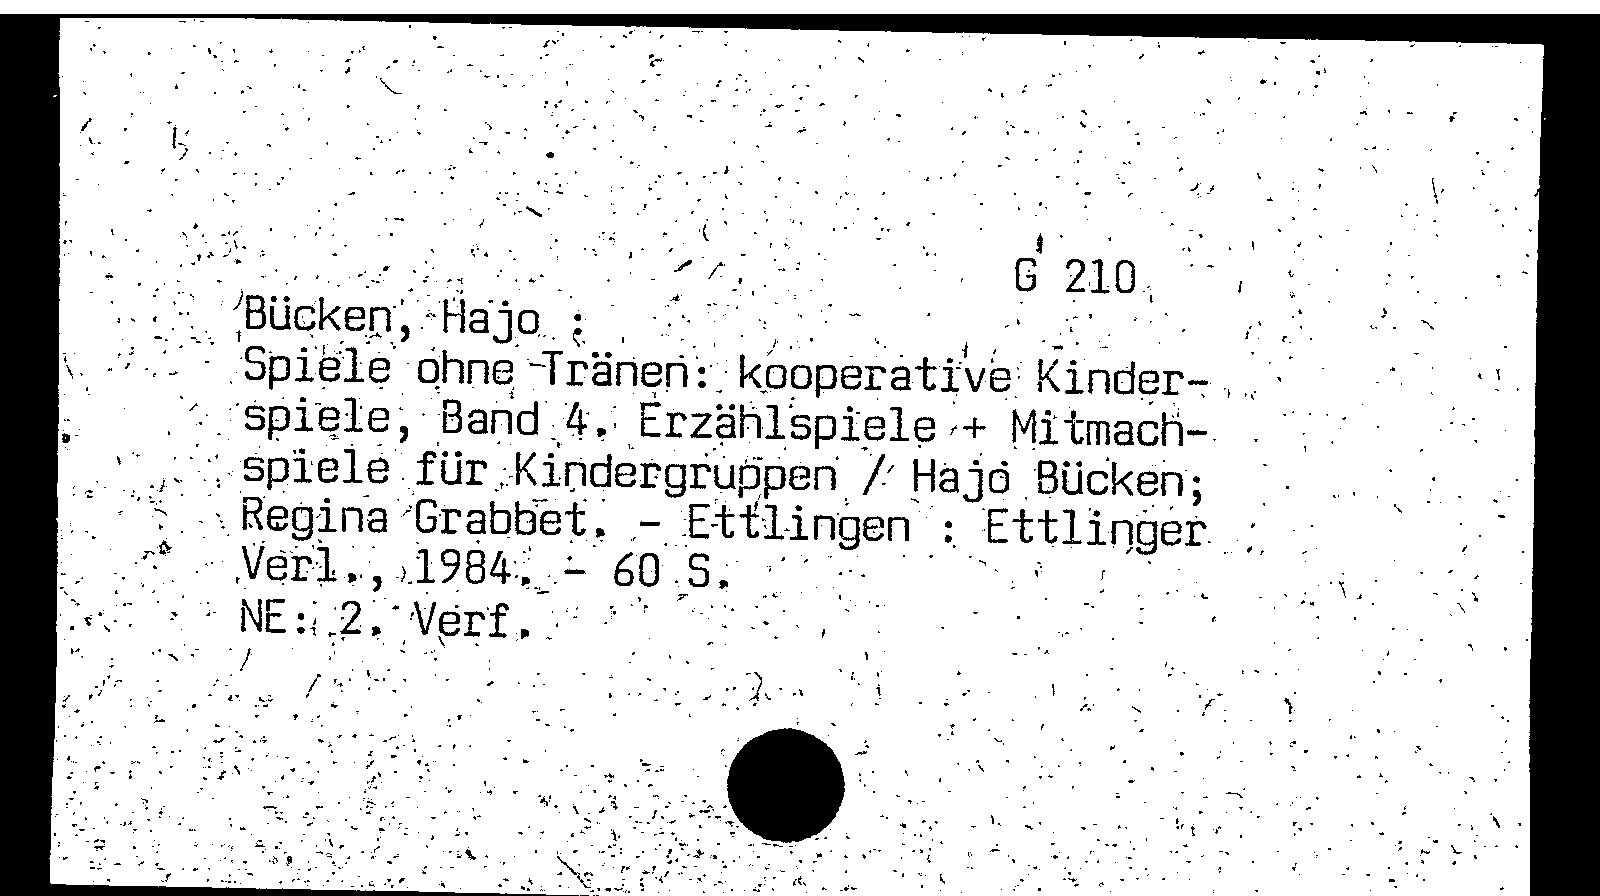 G 210
Bücken, Hajo :
Spiele ohne Tränen: kooperative Kinder-
spiele, Band 4. Erzählspiele + Mitmach-
spiele für Kindergruppen / Hajo Bücken;
Regina Grabbet. - Ettlingen : Ettlinger
Verl., 1984. - 60 S.
NE: 2. Verf.